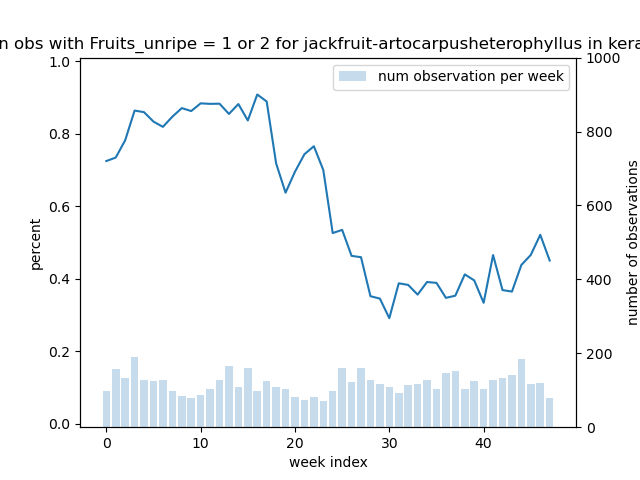 n obs with Fruits_unripe = 1 or 2 for jackfruit-artocarpusheterophyllus in kera
num observation per week
1.0
0.8
0.6
0.4
0.2
0.0
percent
1000
800
600
400
200
0
number of observations
0 10 20 30 40
week index